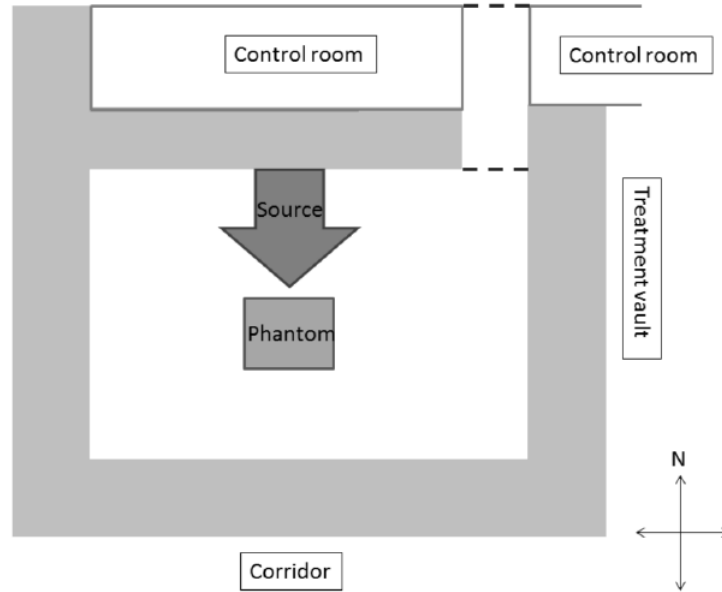 Control room
Control room
Source
Treatment vault
Phantom
N
Corridor